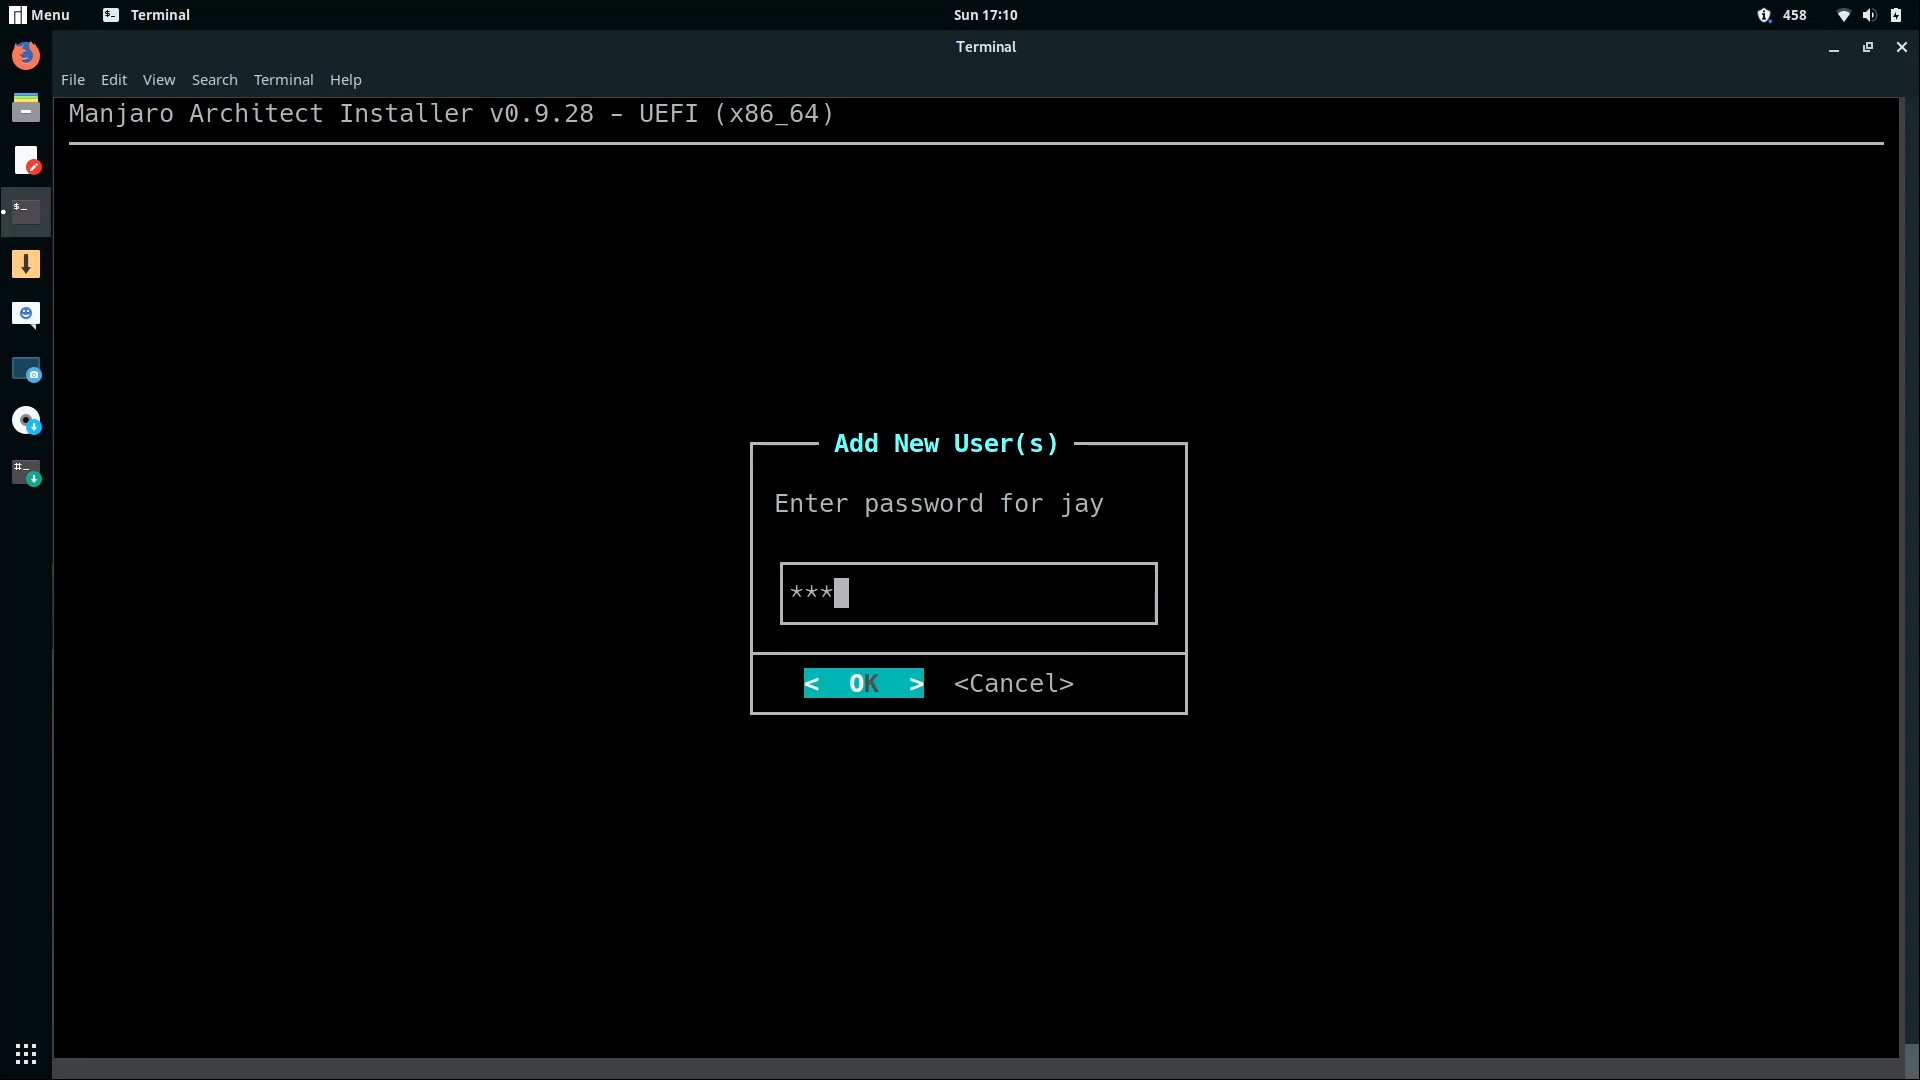 Menu Terminal Sun 17:10 458
Terminal
File Edit View Search Terminal Help
Manjaro Architect Installer v0.9.28 - UEFI (x86_64)
Add New User(s)
Enter password for jay
***
< OK > <Cancel>